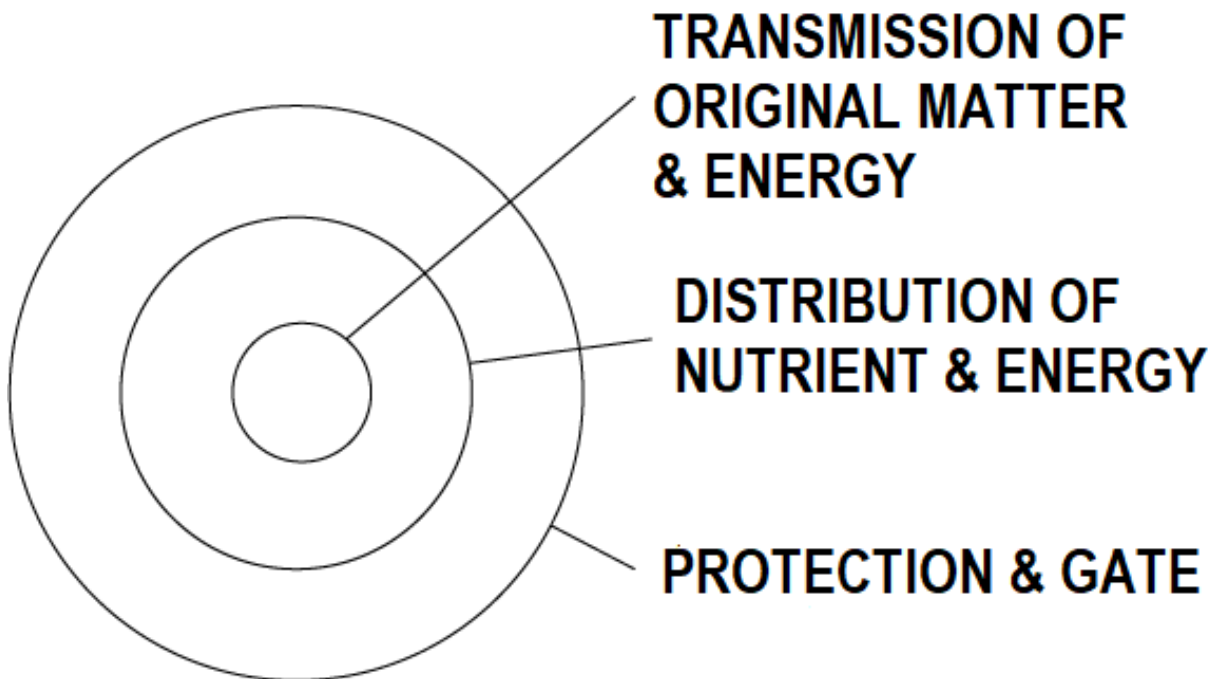 TRANSMISSION OF
ORIGINAL MATTER
& ENERGY
DISTRIBUTION OF
NUTRIENT & ENERGY
PROTECTION & GATE